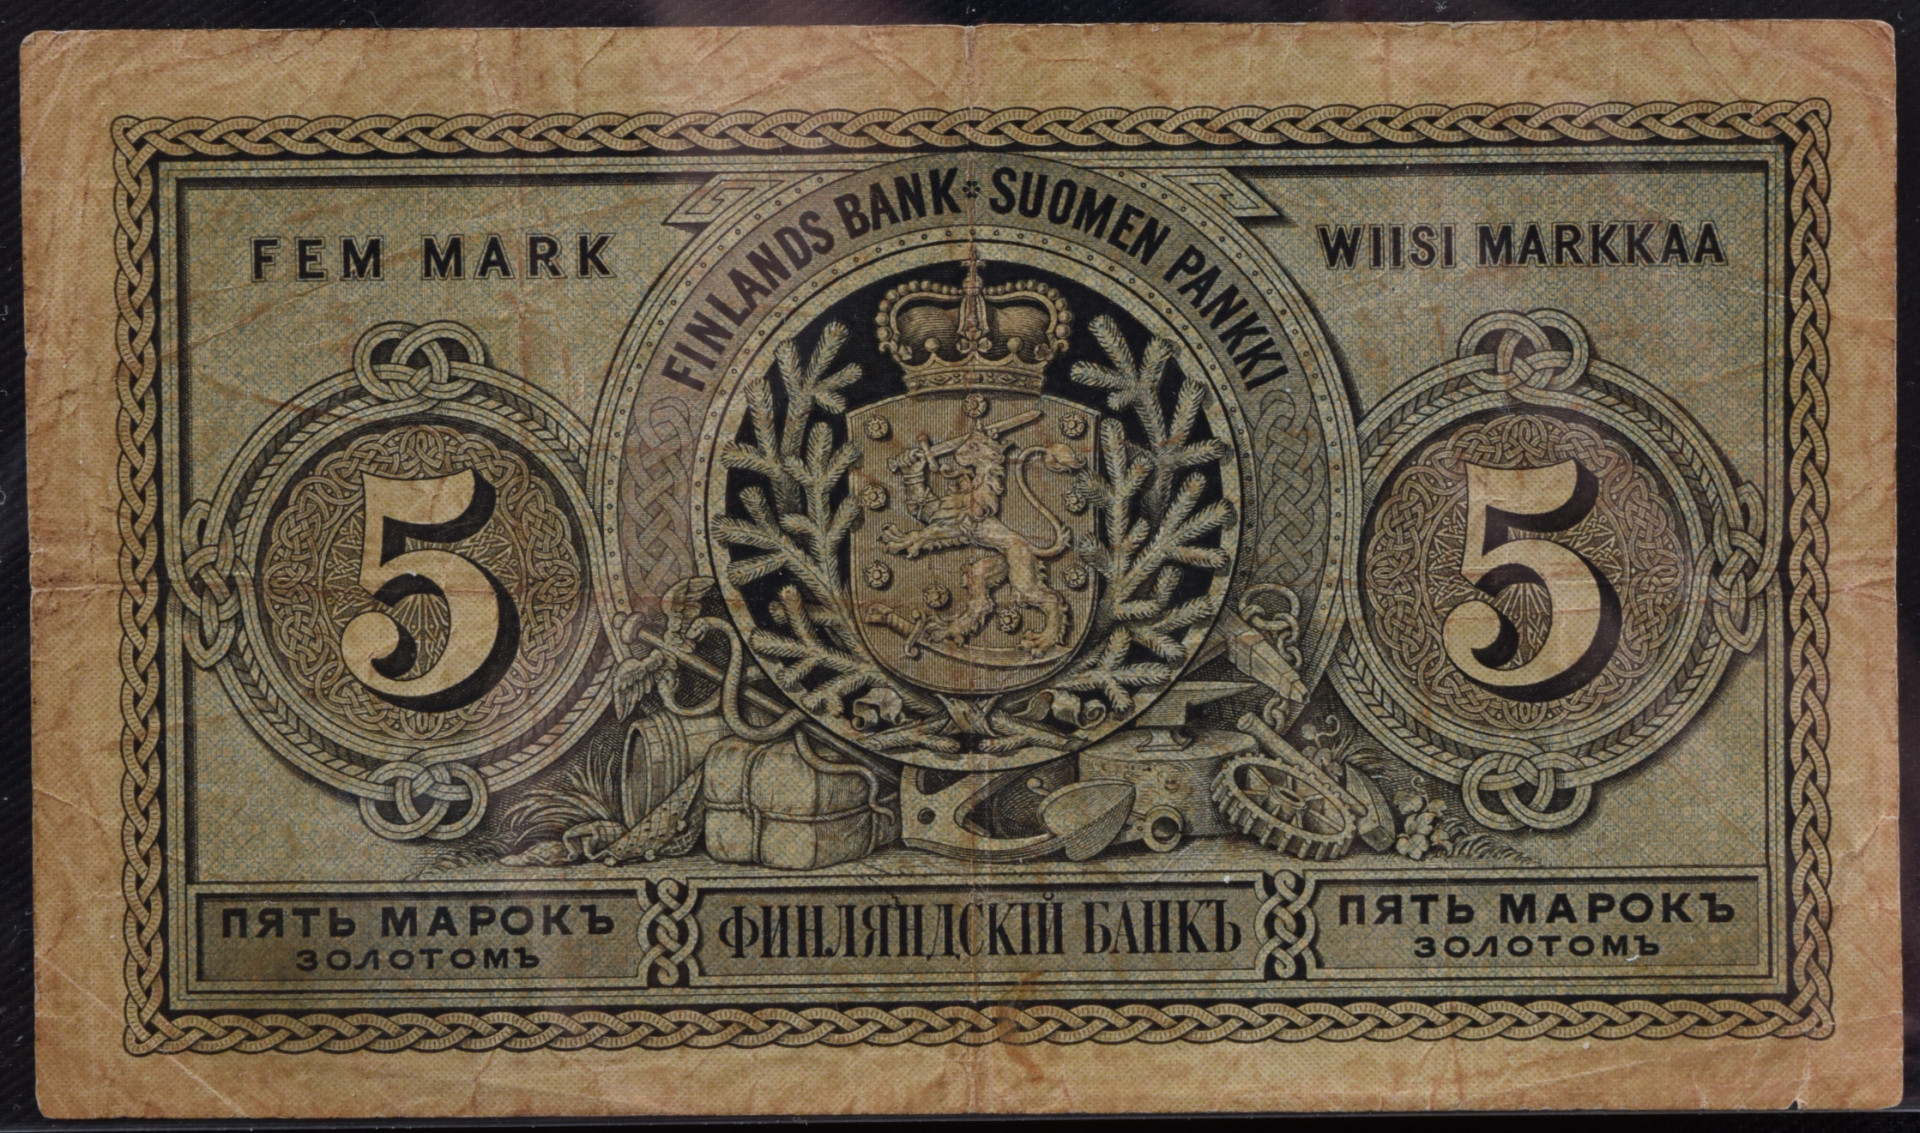 FINLANDS BANK * SUOMEN PANKKI
FEM MARK
WIISI MARKKAA
5
5
ПЯТЬ МАРОКЪ
ЗОЛОТОМЪ
ФИНЛЯНДСКІЙ БАНКЪ
ПЯТЬ МАРОКЪ
ЗОЛОТОМЪ